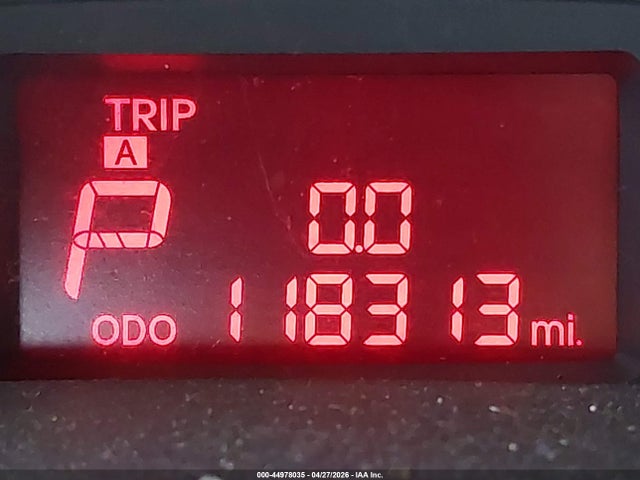 TRIP
A
P 0.0
ODO 118313 mi.
000-44978035 - 04/27/2026 - IAA Inc.